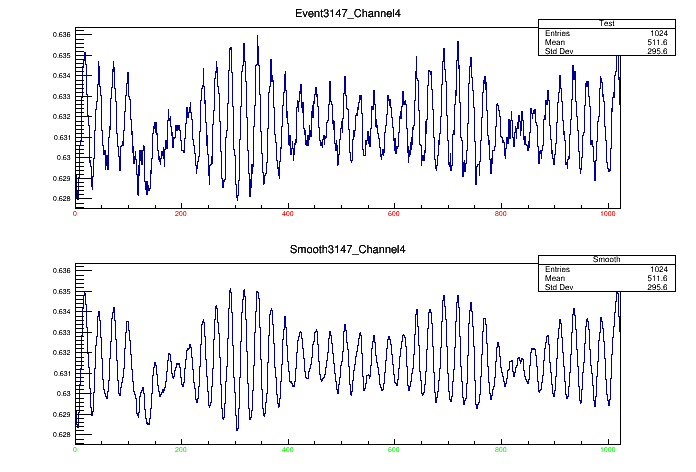 Event3147_Channel4
Test
Entries 1024
Mean 511.6
Std Dev 295.6
0.636
0.635
0.634
0.633
0.632
0.631
0.63
0.629
0.628
0 200 400 600 800 1000
Smooth3147_Channel4
Smooth
Entries 1024
Mean 511.6
Std Dev 295.6
0.636
0.635
0.634
0.633
0.632
0.631
0.63
0.629
0.628
0 200 400 600 800 1000